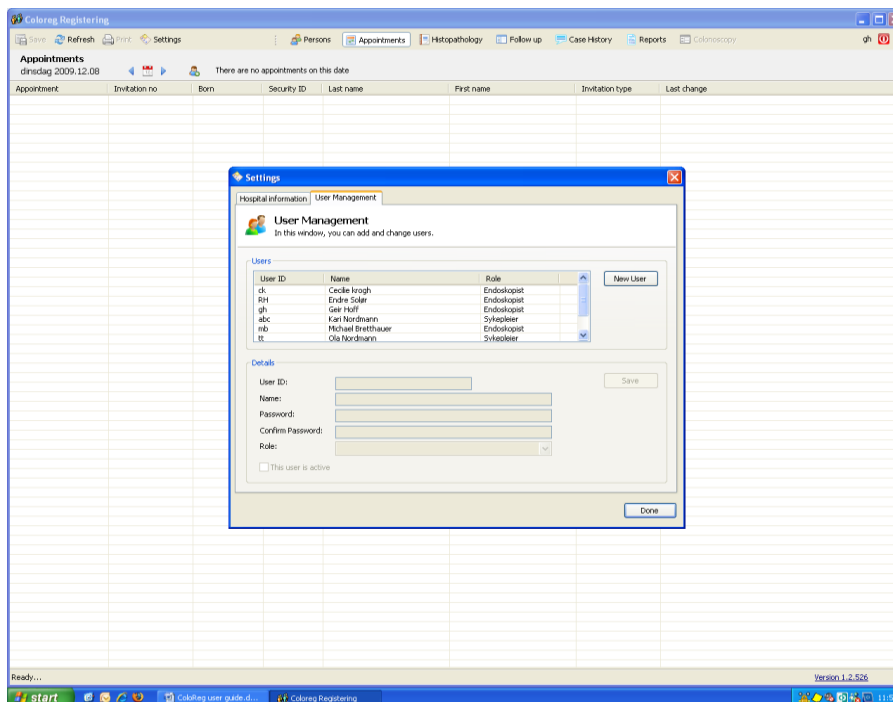 Coloreg Registering
Save Refresh Print Settings Persons Appointments Histopathology Follow up Case History Reports Colonoscopy gh
Appointments
dinsdag 2009.12.08 There are no appointments on this date
Appointment Invitation no Born Security ID Last name First name Invitation type Last change
Settings
Hospital information User Management
User Management
In this window, you can add and change users.
Users
User ID Name Role
New User
ck Cecilie krogh Endoskopist
RH Endre Solør Endoskopist
gh Geir Hoff Endoskopist
abc Kari Nordmann Sykepleier
mb Michael Bretthauer Endoskopist
tt Ola Nordmann Sykepleier
Details
User ID:
Save
Name:
Password:
Confirm Password:
Role:
This user is active
Done
Ready... Version 1.2.526
start ColoReg user guide.d... Coloreg Registering